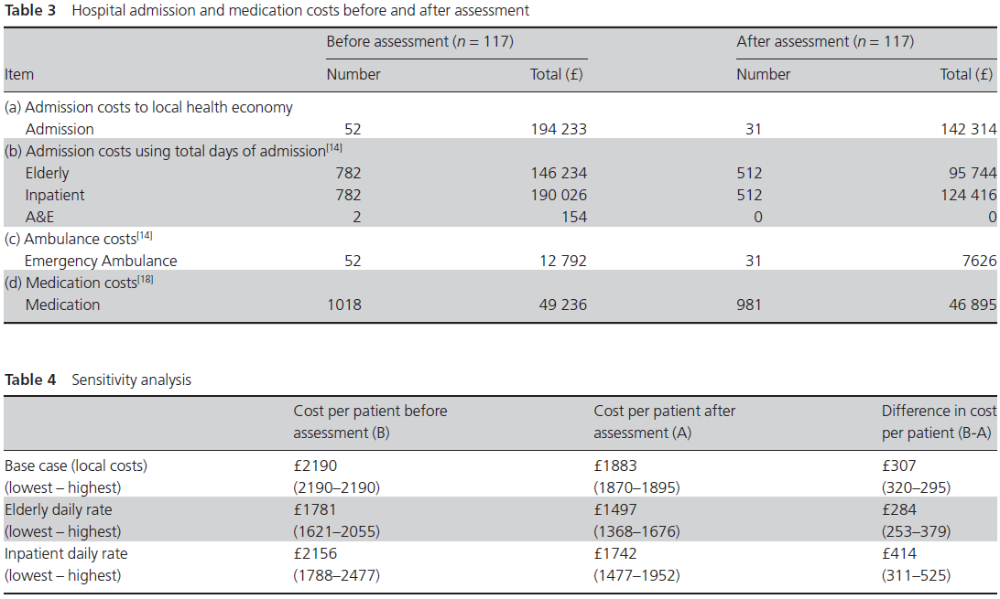 Table 3 Hospital admission and medication costs before and after assessment
Before assessment (n = 117) After assessment (n = 117)
Item Number Total (£) Number Total (£)
(a) Admission costs to local health economy
Admission 52 194 233 31 142 314
(b) Admission costs using total days of admission[14]
Elderly 782 146 234 512 95 744
Inpatient 782 190 026 512 124 416
A&E 2 154 0 0
(c) Ambulance costs[14]
Emergency Ambulance 52 12 792 31 7626
(d) Medication costs[18]
Medication 1018 49 236 981 46 895
Table 4 Sensitivity analysis
Cost per patient before Cost per patient after Difference in cost
assessment (B) assessment (A) per patient (B-A)
Base case (local costs) £2190 £1883 £307
(lowest – highest) (2190–2190) (1870–1895) (320–295)
Elderly daily rate £1781 £1497 £284
(lowest – highest) (1621–2055) (1368–1676) (253–379)
Inpatient daily rate £2156 £1742 £414
(lowest – highest) (1788–2477) (1477–1952) (311–525)